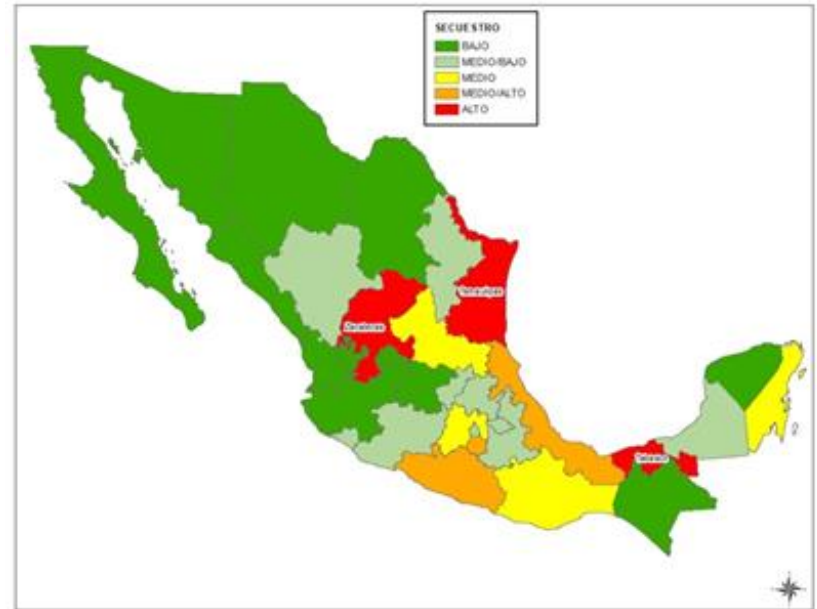 SECUESTRO
BAJO
MEDIO/BAJO
MEDIO
MEDIO/ALTO
ALTO
Tamaulipas
Zacatecas
Tabasco